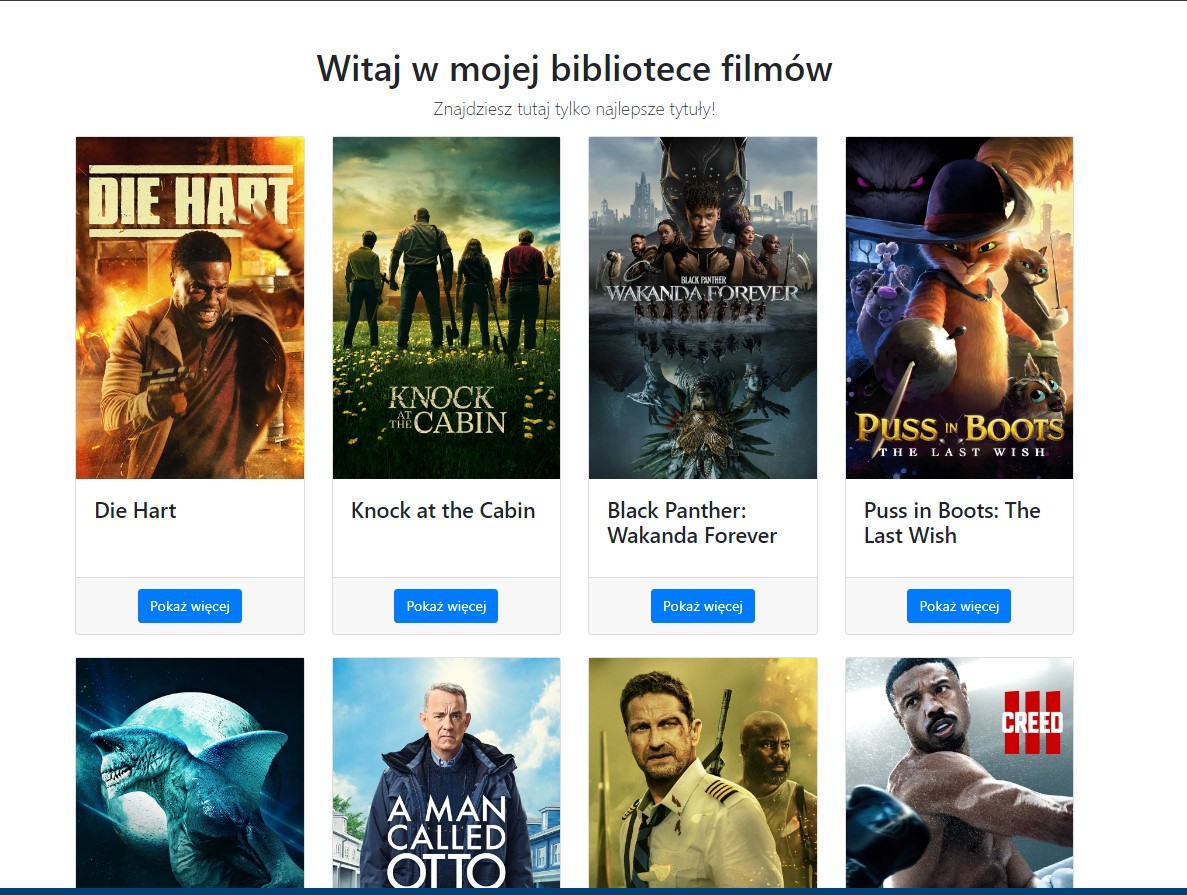 Witaj w mojej bibliotece filmów
Znajdziesz tutaj tylko najlepsze tytuły!
DIE HART
KNOCK
AT
THE CABIN
BLACK PANTHER
WAKANDA FOREVER
PUSS IN BOOTS
THE LAST WISH
Die Hart
Knock at the Cabin
Black Panther:
Wakanda Forever
Puss in Boots: The
Last Wish
Pokaż więcej
Pokaż więcej
Pokaż więcej
Pokaż więcej
A MAN
CALLED
OTTO
CREED
III